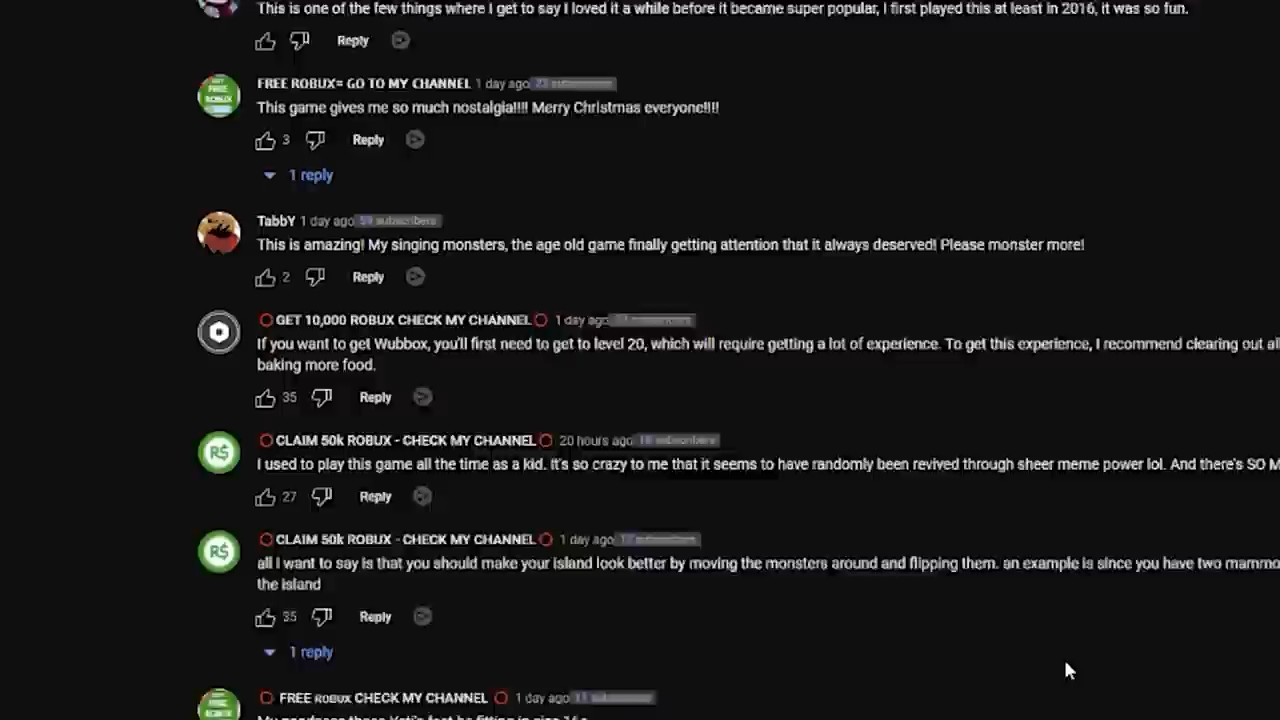 This is one of the few things where I get to say I loved it a while before it became super popular, I first played this at least in 2016, it was so fun.
Reply
FREE ROBUX= GO TO MY CHANNEL 1 day ago subscribers
This game gives me so much nostalgia!!!! Merry Christmas everyone!!!!
3 Reply
1 reply
TabbY 1 day ago 59 subscribers
This is amazing! My singing monsters, the age old game finally getting attention that it always deserved! Please monster more!
2 Reply
GET 10,000 ROBUX CHECK MY CHANNEL 1 day ago subscribers
If you want to get Wubbox, you'll first need to get to level 20, which will require getting a lot of experience. To get this experience, I recommend clearing out al
baking more food.
35 Reply
R$ CLAIM 50k ROBUX - CHECK MY CHANNEL 20 hours ago subscribers
I used to play this game all the time as a kid. It's so crazy to me that it seems to have randomly been revived through sheer meme power lol. And there's SO M
27 Reply
R$ CLAIM 50k ROBUX - CHECK MY CHANNEL 1 day ago subscribers
all I want to say is that you should make your island look better by moving the monsters around and flipping them. an example is since you have two mammo
the island
35 Reply
1 reply
FREE ROBUX CHECK MY CHANNEL 1 day ago subscribers